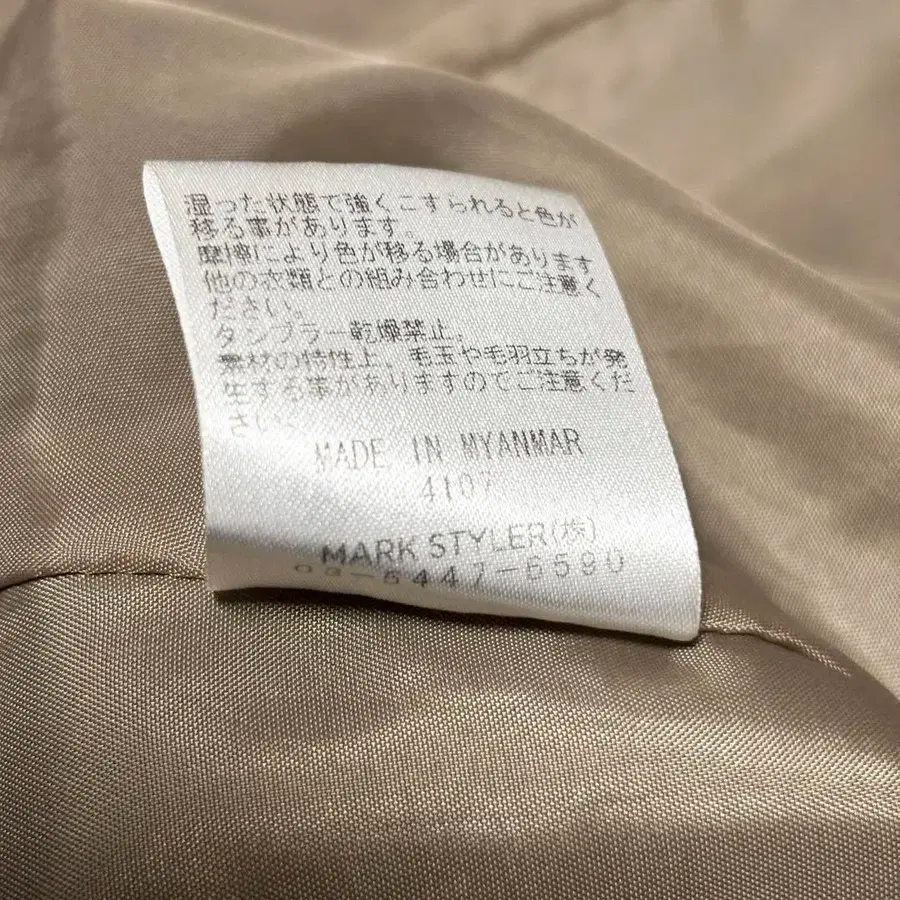 湿った状態で強くこすられると色が
移る事があります。
摩擦により色が移る場合があります
他の衣類との組み合わせにご注意く
ださい。
タンブラー乾燥禁止。
素材の特性上、毛玉や毛羽立ちが発
生する事がありますのでご注意くだ
さい。
MADE IN MYANMAR
4107
MARK STYLER(株)
03-5447-6590